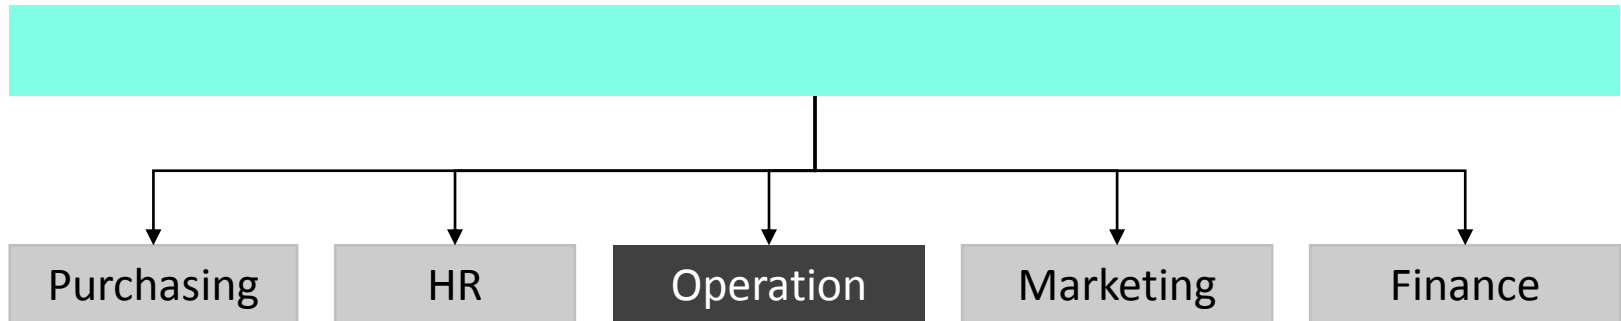 Purchasing
HR
Operation
Marketing
Finance